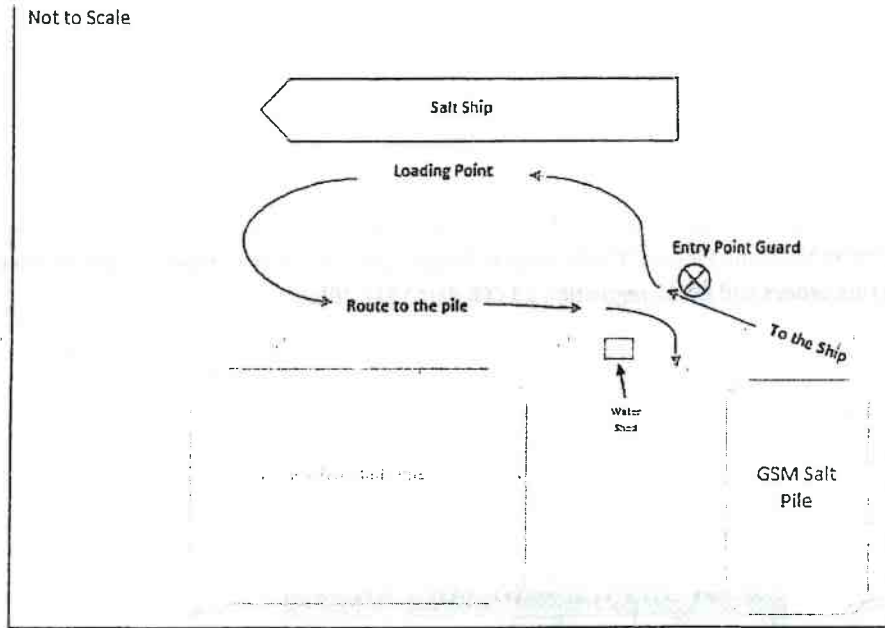 Not to Scale
Salt Ship
Loading Point
Entry Point Guard
Route to the pile
To the Ship
Water
Shed
GSM Salt
Pile